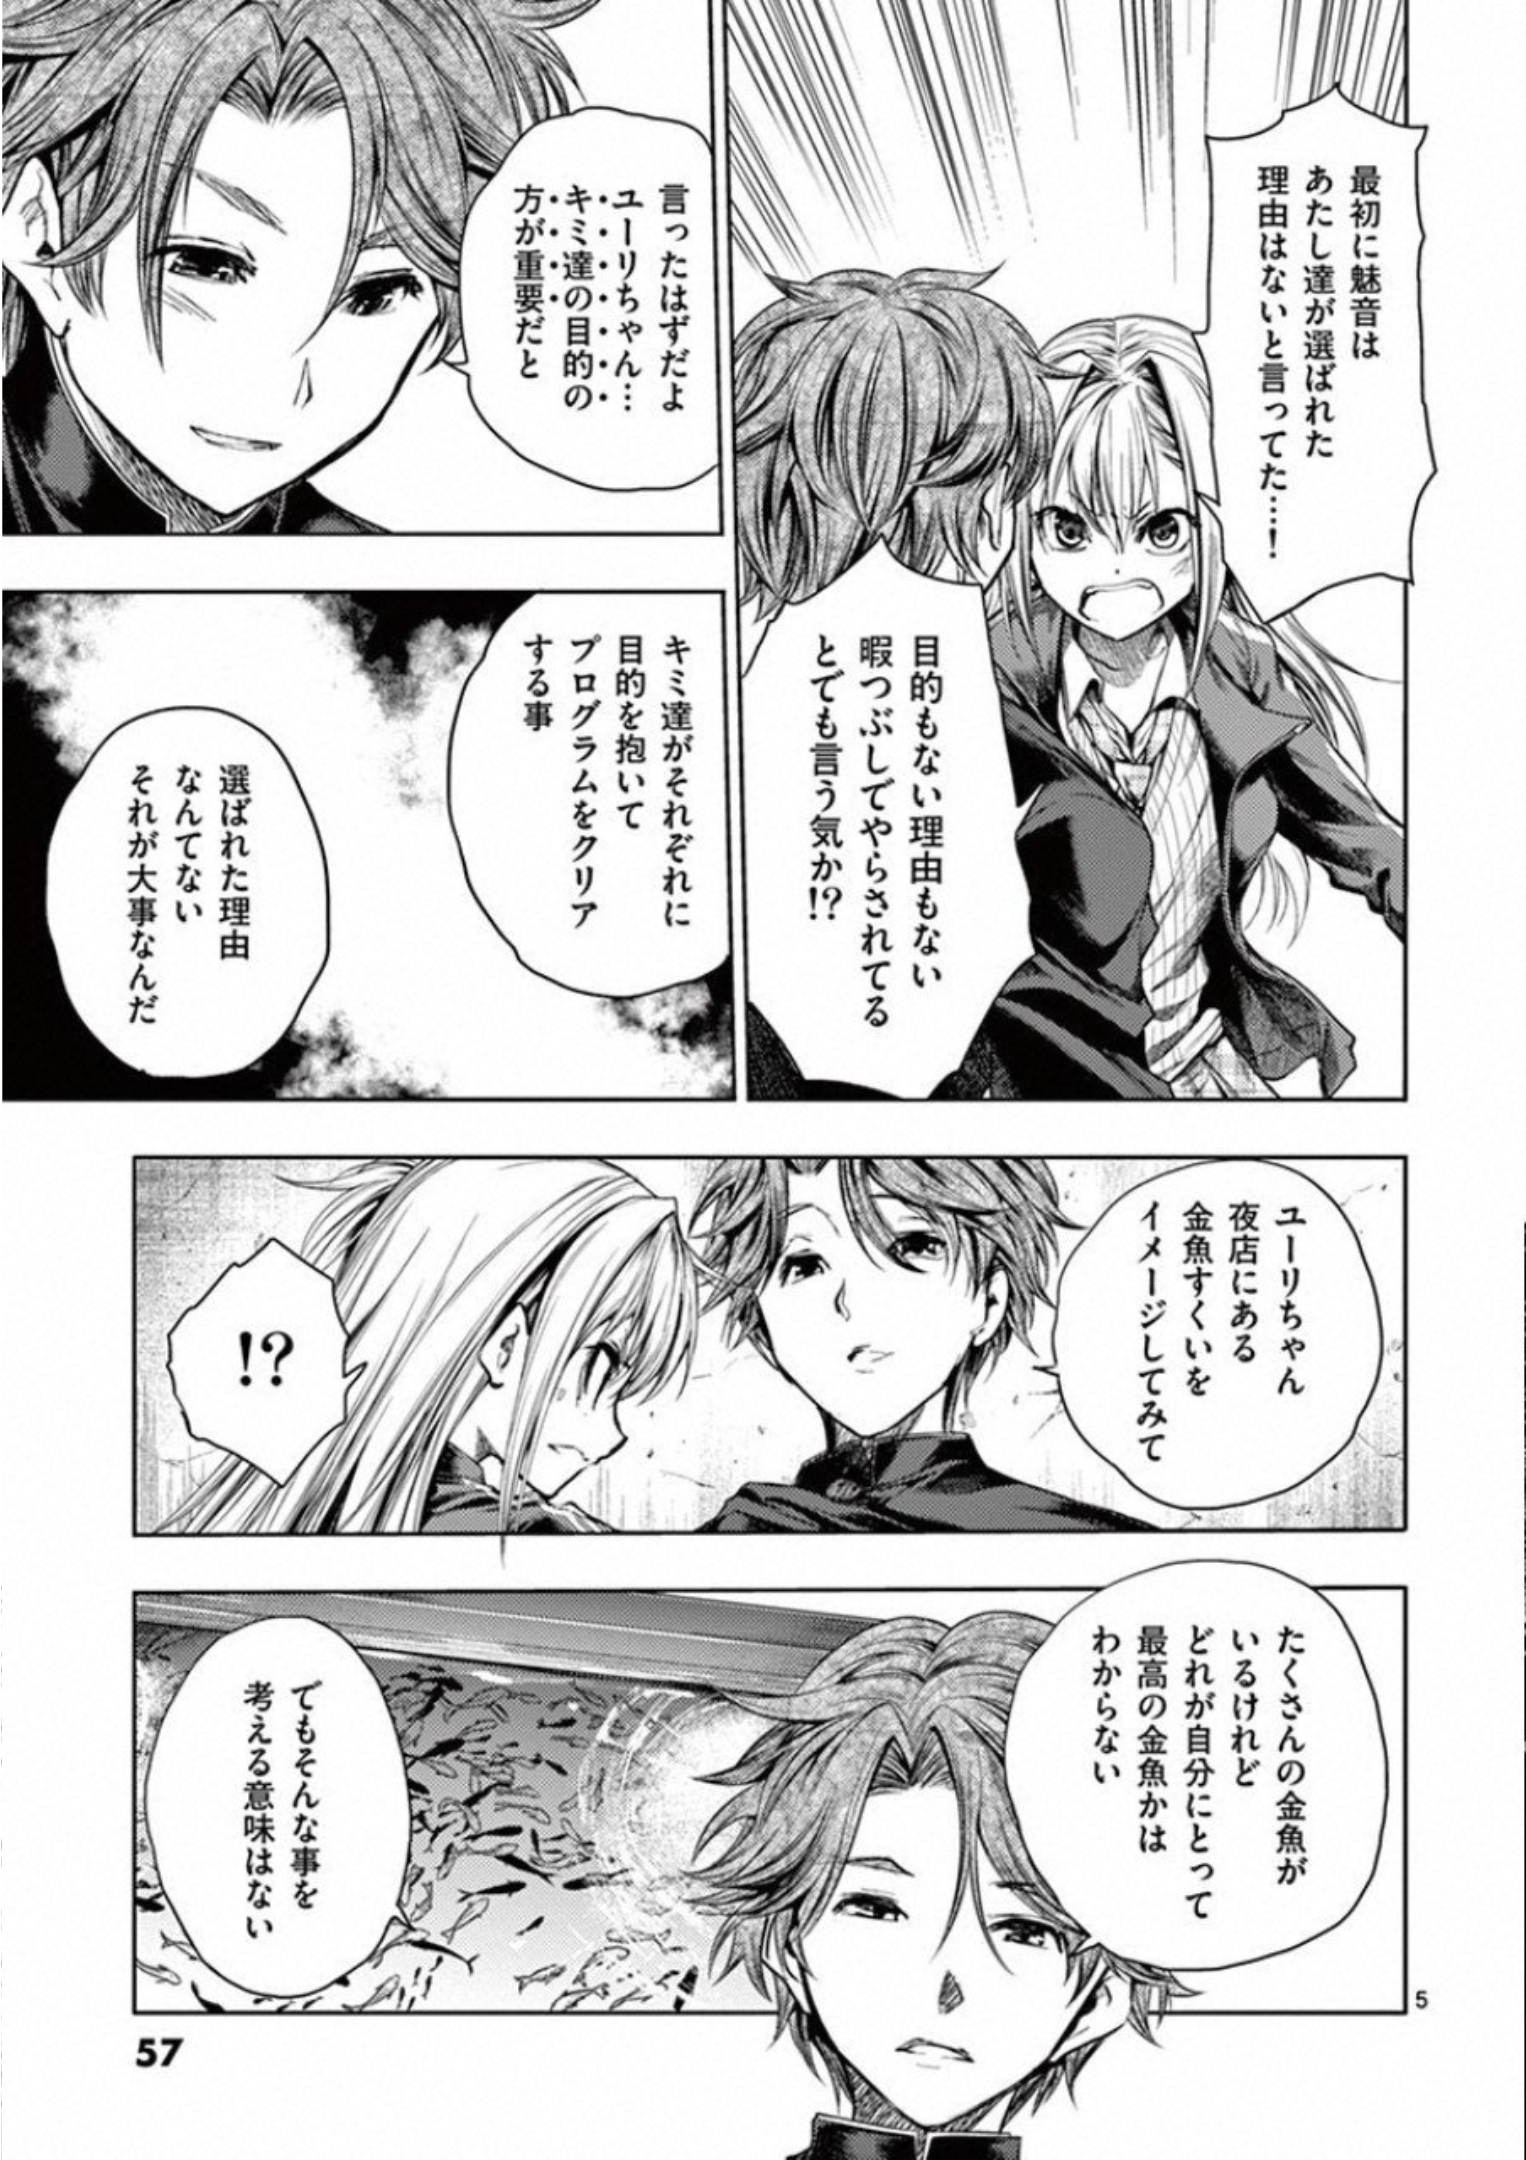 最初に魅音は
あたし達が選ばれた
理由はないと言ってた…！
目的もない理由もない
暇つぶしでやらされてる
とでも言う気か!?
言ったはずだよ
ユーリちゃん…
キミ達の目的の
方が重要だと
キミ達がそれぞれに
目的を抱いて
プログラムをクリア
する事
選ばれた理由
なんてない
それが大事なんだ
ユーリちゃん
夜店にある
金魚すくいを
イメージしてみて
!?
たくさんの金魚が
いるけれど
どれが自分にとって
最高の金魚かは
わからない
でもそんな事を
考える意味はない
5
57